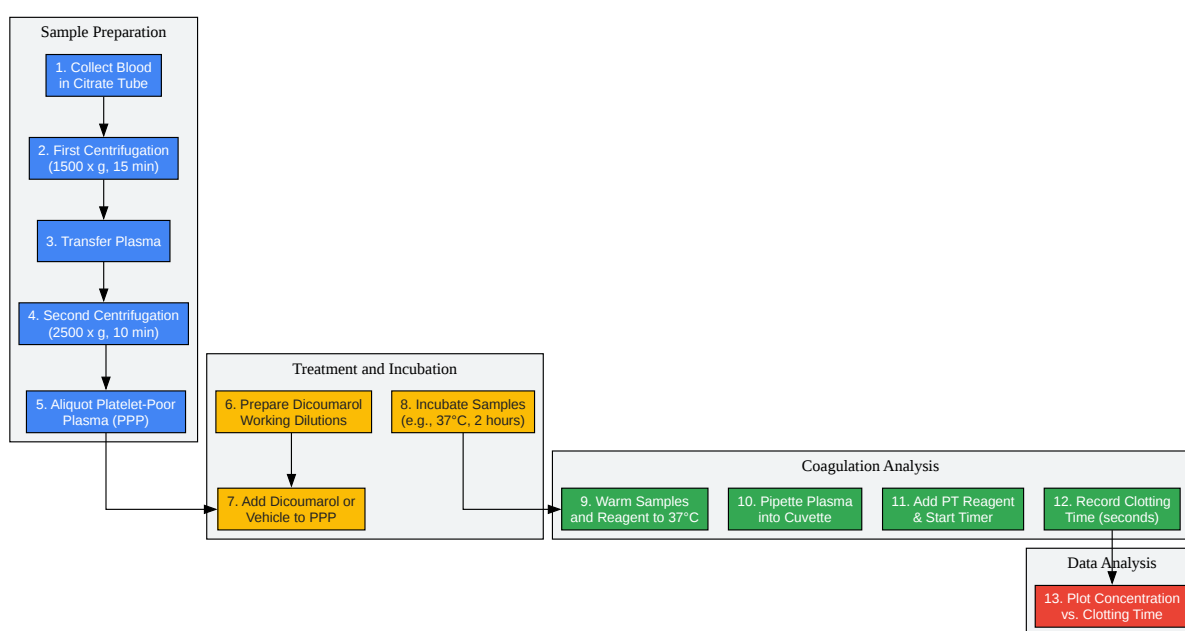 Sample Preparation
1. Collect Blood
in Citrate Tube
2. First Centrifugation
(1500 x g, 15 min)
3. Transfer Plasma
4. Second Centrifugation
(2500 x g, 10 min)
5. Aliquot Platelet-Poor
Plasma (PPP)
Treatment and Incubation
6. Prepare Dicoumarol
Working Dilutions
8. Incubate Samples
(e.g., 37°C, 2 hours)
7. Add Dicoumarol or
Vehicle to PPP
Coagulation Analysis
9. Warm Samples
and Reagent to 37°C
10. Pipette Plasma
into Cuvette
11. Add PT Reagent
& Start Timer
12. Record Clotting
Time (seconds)
Data Analysis
13. Plot Concentration
vs. Clotting Time